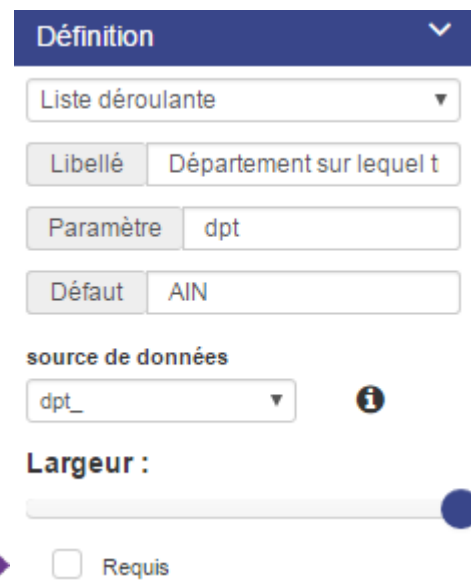 Définition
Liste déroulante
Libellé Département sur lequel t
Paramètre dpt
Défaut AIN
source de données
dpt_
Largeur :
Requis